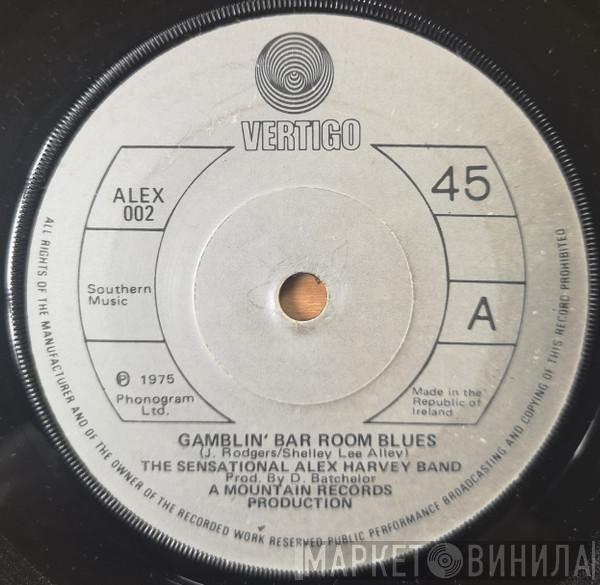 VERTIGO
ALEX
002
45
Southern
Music
A
℗ 1975
Phonogram
Ltd.
Made in the
Republic of
Ireland
GAMBLIN' BAR ROOM BLUES
(J. Rodgers/Shelley Lee Alley)
THE SENSATIONAL ALEX HARVEY BAND
Prod. By D. Batchelor
A MOUNTAIN RECORDS
PRODUCTION
ALL RIGHTS OF THE MANUFACTURER AND OF THE OWNER OF THE RECORDED WORK RESERVED PUBLIC PERFORMANCE BROADCASTING AND COPYING OF THIS RECORD PROHIBITED
МАРКЕТ ВИНИЛА